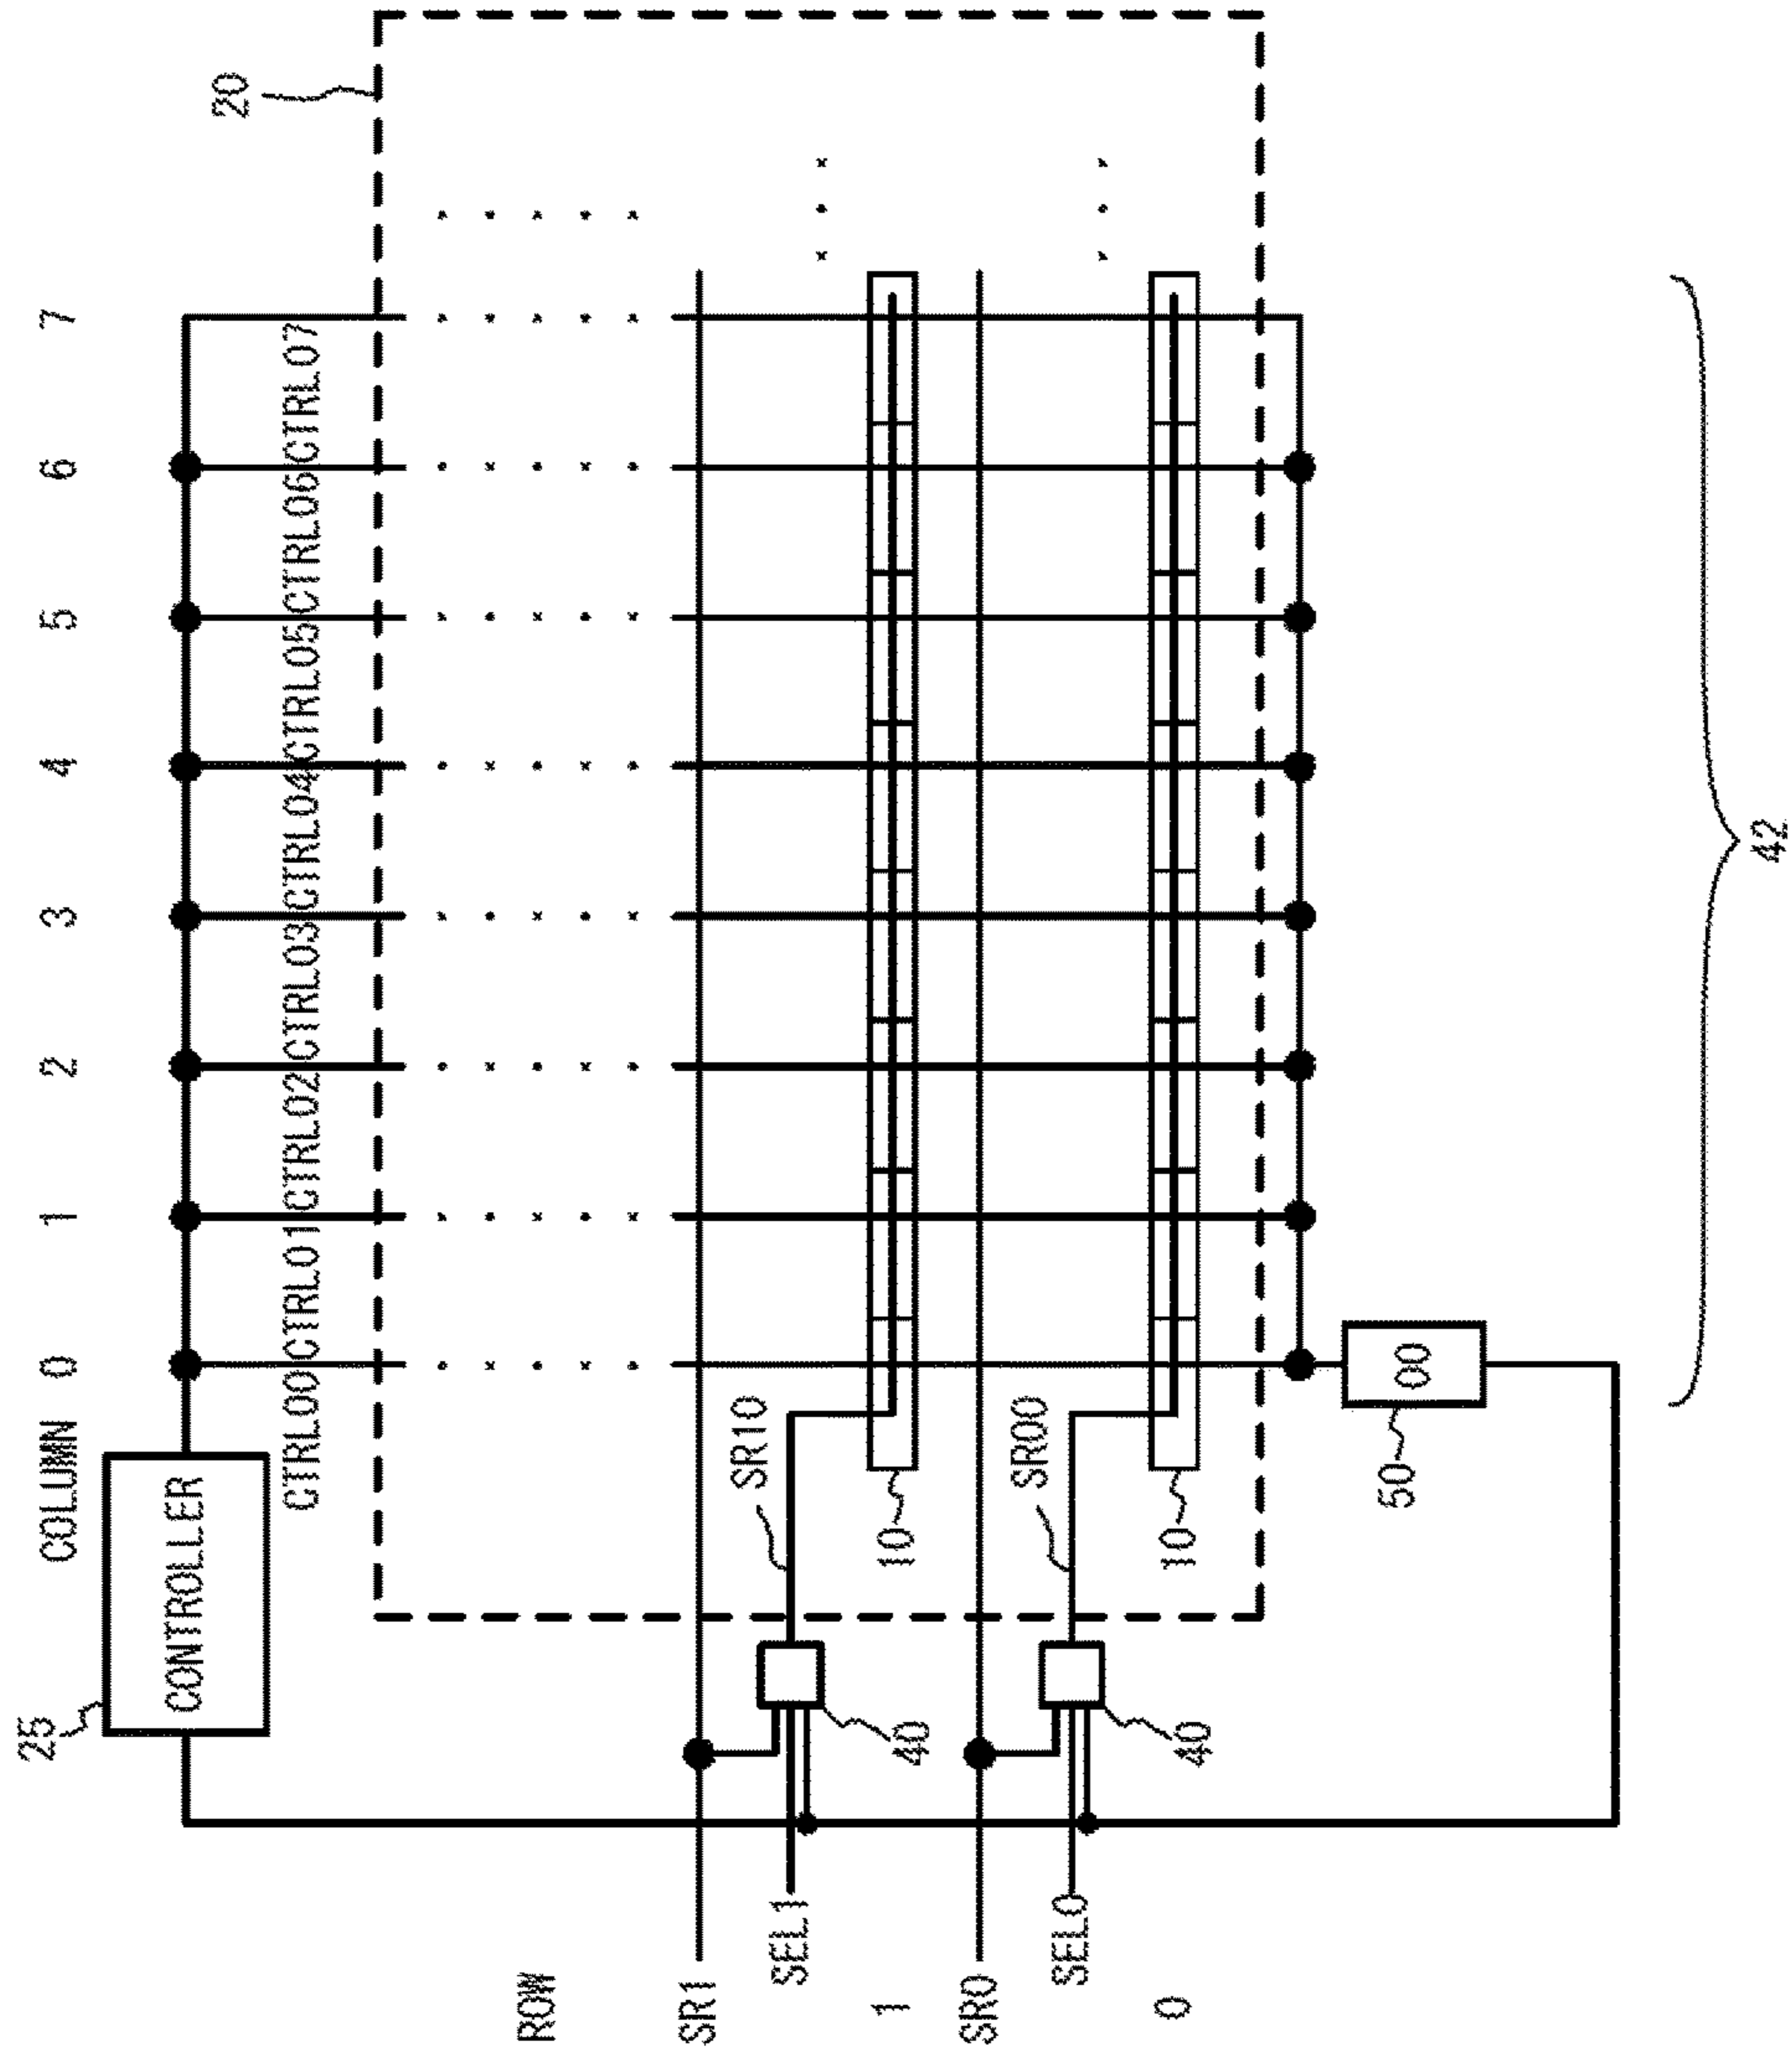 COLUMN 0 1 2 3 4 5 6 7
25
CONTROLLER
CTRL00 CTRL01 CTRL02 CTRL03 CTRL04 CTRL05 CTRL06 CTRL07
20
ROW
SR1
SR10
SEL1
40
10
1
SR0
SR00
SEL0
40
10
0
50
00
42